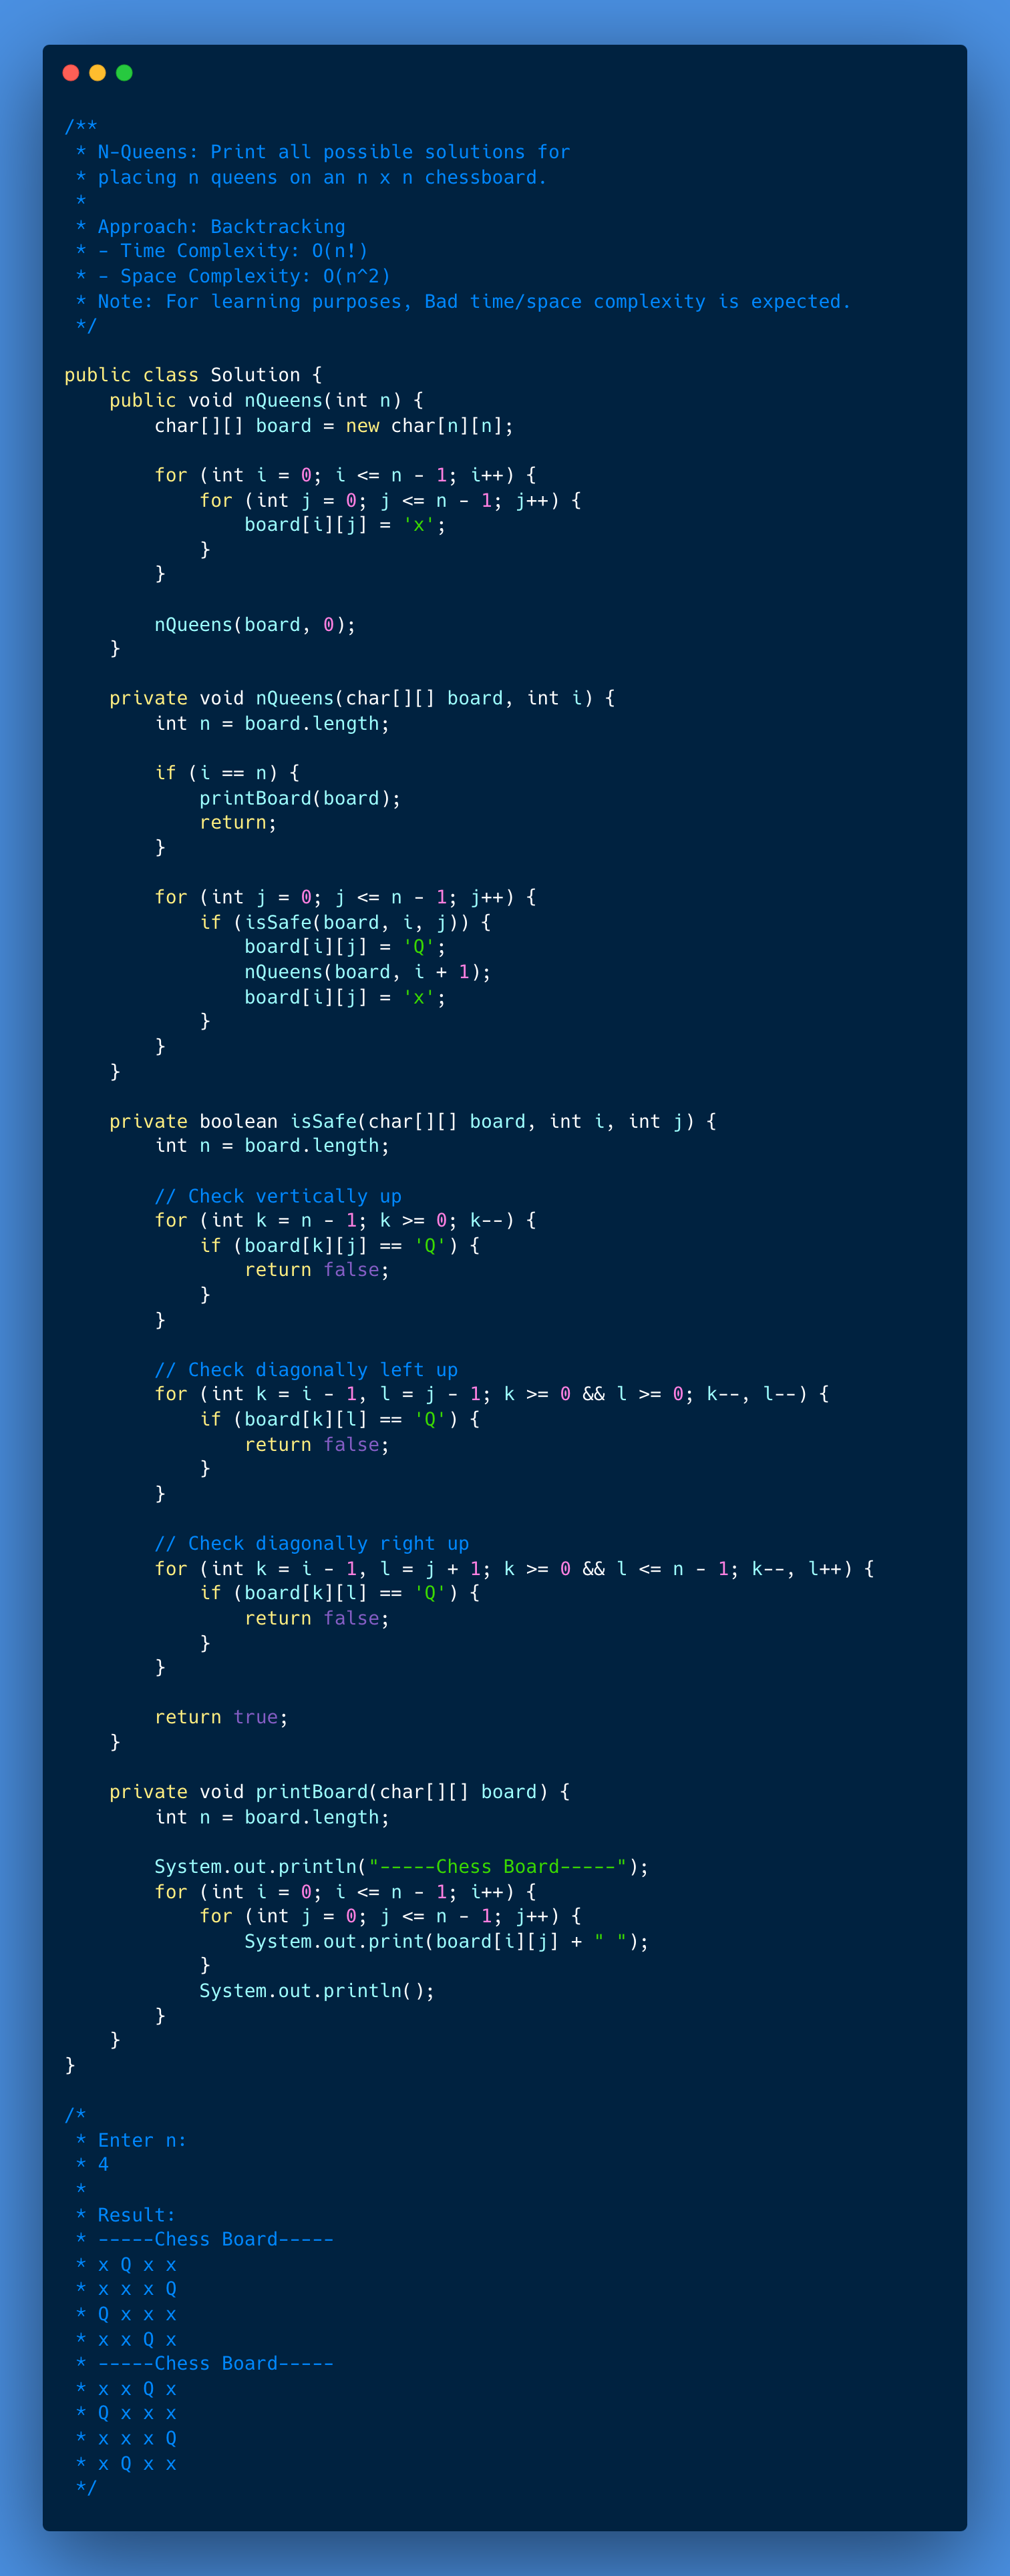 /**
 * N-Queens: Print all possible solutions for
 * placing n queens on an n x n chessboard.
 *
 * Approach: Backtracking
 * - Time Complexity: O(n!)
 * - Space Complexity: O(n^2)
 * Note: For learning purposes, Bad time/space complexity is expected.
 */

public class Solution {
    public void nQueens(int n) {
        char[][] board = new char[n][n];

        for (int i = 0; i <= n - 1; i++) {
            for (int j = 0; j <= n - 1; j++) {
                board[i][j] = 'x';
            }
        }

        nQueens(board, 0);
    }

    private void nQueens(char[][] board, int i) {
        int n = board.length;

        if (i == n) {
            printBoard(board);
            return;
        }

        for (int j = 0; j <= n - 1; j++) {
            if (isSafe(board, i, j)) {
                board[i][j] = 'Q';
                nQueens(board, i + 1);
                board[i][j] = 'x';
            }
        }
    }

    private boolean isSafe(char[][] board, int i, int j) {
        int n = board.length;

        // Check vertically up
        for (int k = n - 1; k >= 0; k--) {
            if (board[k][j] == 'Q') {
                return false;
            }
        }

        // Check diagonally left up
        for (int k = i - 1, l = j - 1; k >= 0 && l >= 0; k--, l--) {
            if (board[k][l] == 'Q') {
                return false;
            }
        }

        // Check diagonally right up
        for (int k = i - 1, l = j + 1; k >= 0 && l <= n - 1; k--, l++) {
            if (board[k][l] == 'Q') {
                return false;
            }
        }

        return true;
    }

    private void printBoard(char[][] board) {
        int n = board.length;

        System.out.println("-----Chess Board-----");
        for (int i = 0; i <= n - 1; i++) {
            for (int j = 0; j <= n - 1; j++) {
                System.out.print(board[i][j] + " ");
            }
            System.out.println();
        }
    }
}

/*
 * Enter n:
 * 4
 *
 * Result:
 * -----Chess Board-----
 * x Q x x
 * x x x Q
 * Q x x x
 * x x Q x
 * -----Chess Board-----
 * x x Q x
 * Q x x x
 * x x x Q
 * x Q x x
 */